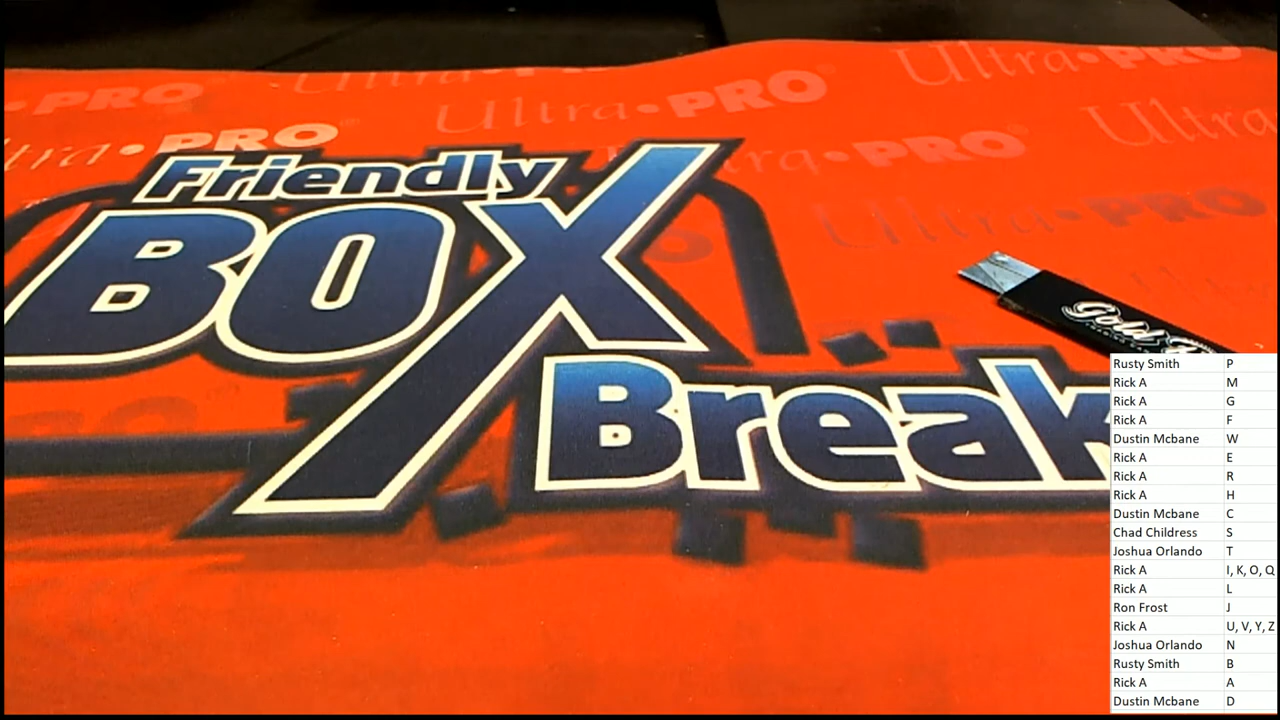 Ultra•PRO
PRO
Ultra•PRO
Ultra•PRO
PRO
Ultra
Ultra•PRO
Friendly
BOX
Break
Rusty Smith P
Rick A M
Rick A G
Rick A F
Dustin Mcbane W
Rick A E
Rick A R
Rick A H
Dustin Mcbane C
Chad Childress S
Joshua Orlando T
Rick A I, K, O, Q
Rick A L
Ron Frost J
Rick A U, V, Y, Z
Joshua Orlando N
Rusty Smith B
Rick A A
Dustin Mcbane D